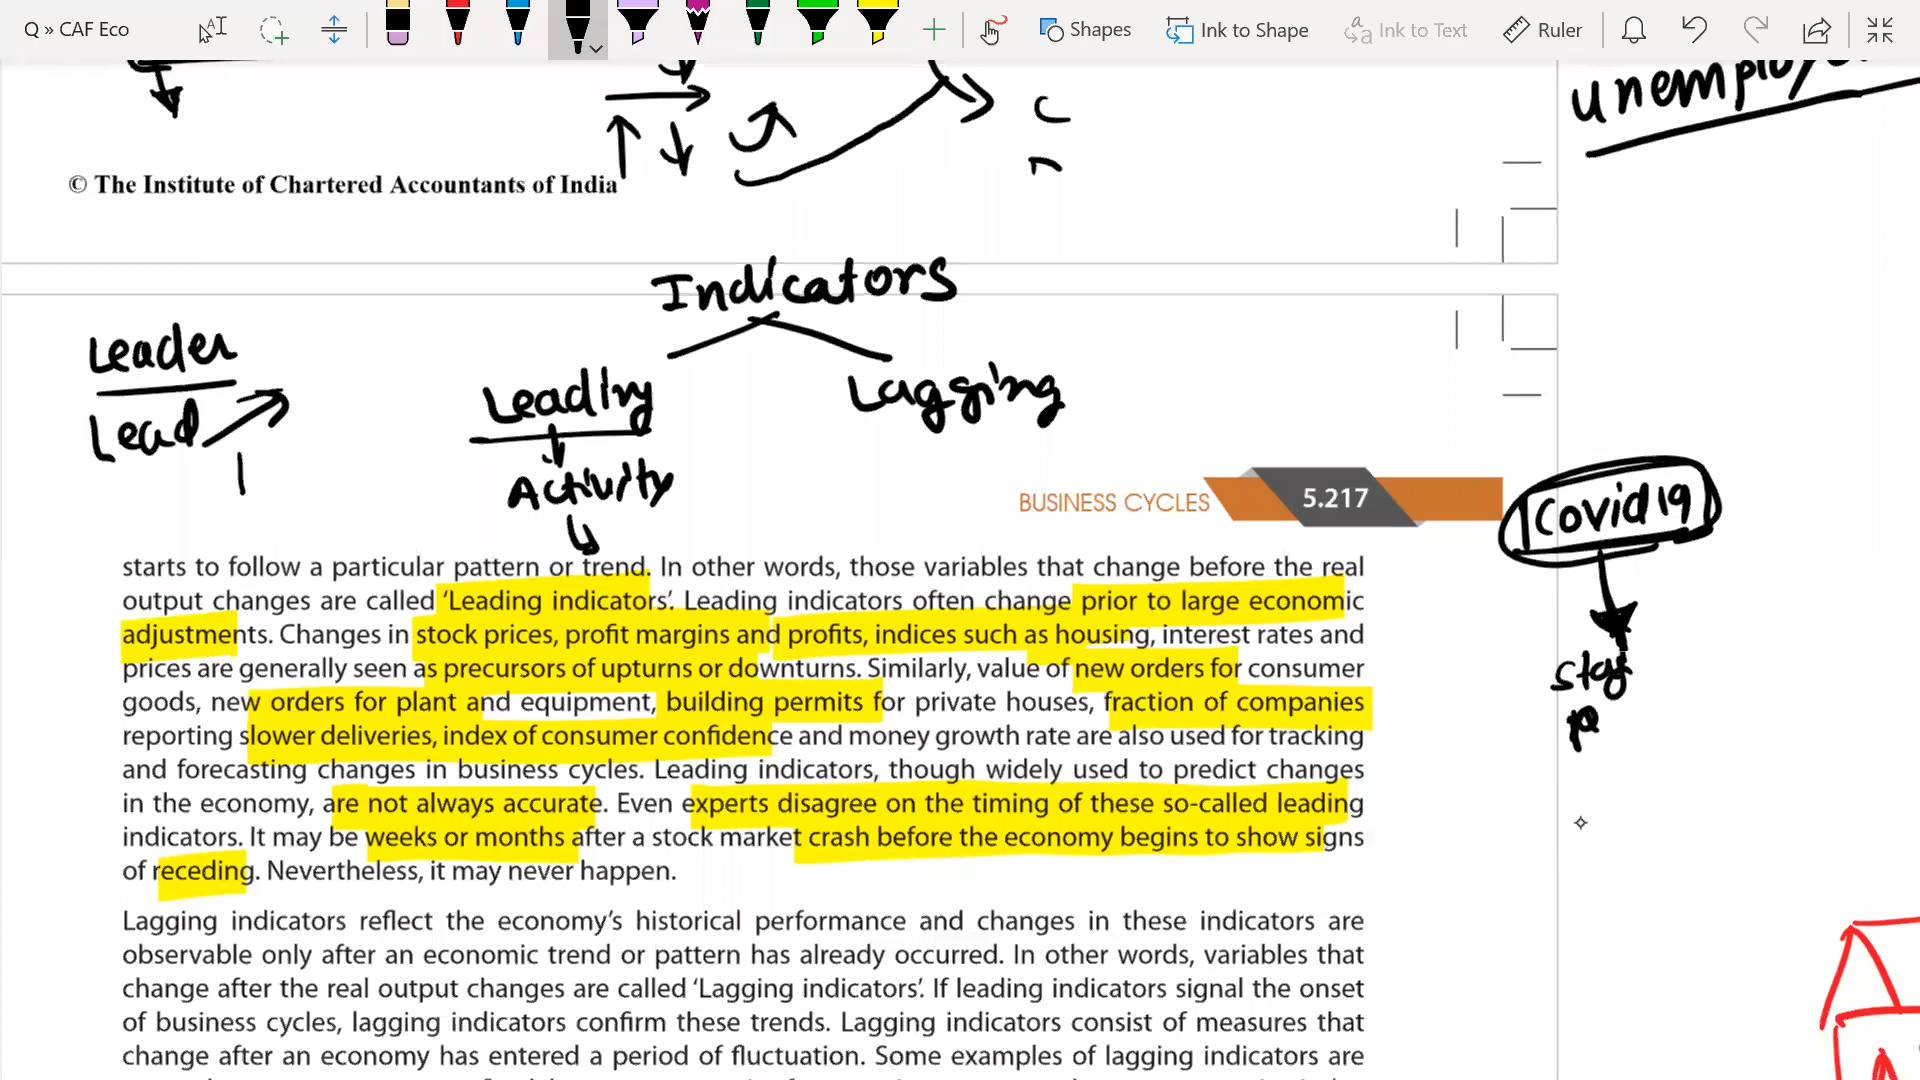 Q » CAF Eco
Shapes
Ink to Shape
Ink to Text
Ruler
© The Institute of Chartered Accountants of India
Indicators
Leader
Lead
Leading
Lagging
Activity
BUSINESS CYCLES 5.217
Covid 19
starts to follow a particular pattern or trend. In other words, those variables that change before the real
output changes are called ‘Leading indicators’. Leading indicators often change prior to large economic
adjustments. Changes in stock prices, profit margins and profits, indices such as housing, interest rates and
prices are generally seen as precursors of upturns or downturns. Similarly, value of new orders for consumer
goods, new orders for plant and equipment, building permits for private houses, fraction of companies
reporting slower deliveries, index of consumer confidence and money growth rate are also used for tracking
and forecasting changes in business cycles. Leading indicators, though widely used to predict changes
in the economy, are not always accurate. Even experts disagree on the timing of these so-called leading
indicators. It may be weeks or months after a stock market crash before the economy begins to show signs
of receding. Nevertheless, it may never happen.
Lagging indicators reflect the economy’s historical performance and changes in these indicators are
observable only after an economic trend or pattern has already occurred. In other words, variables that
change after the real output changes are called ‘Lagging indicators’. If leading indicators signal the onset
of business cycles, lagging indicators confirm these trends. Lagging indicators consist of measures that
change after an economy has entered a period of fluctuation. Some examples of lagging indicators are